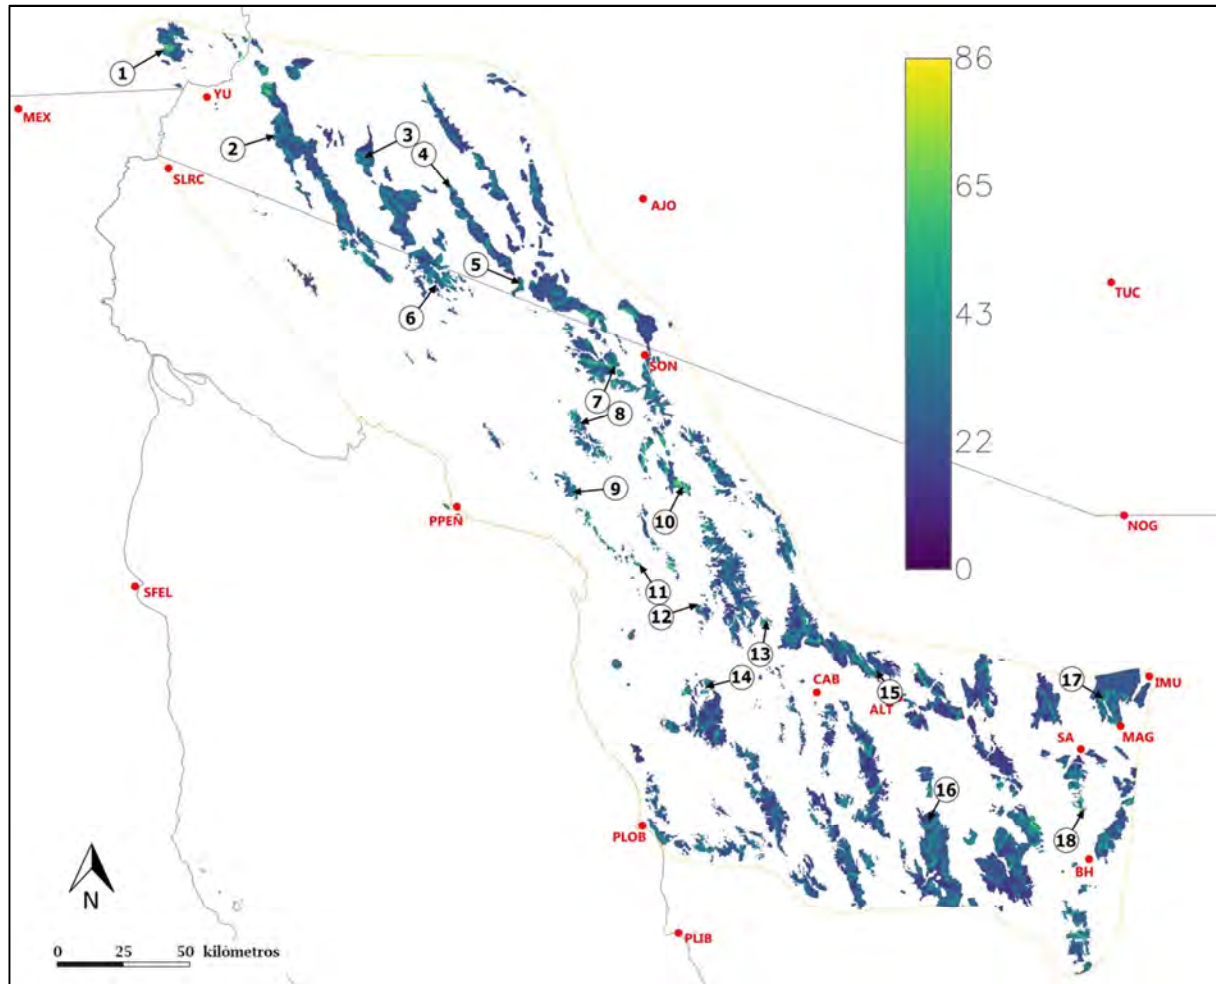 1
86
YU
MEX
2
3
4
SLRC
65
AJO
5
TUC
6
43
SON
7
8
22
9
PPEÑ
10
NOG
11
0
SFEL
12
13
14
CAB
15
17
IMU
ALT
MAG
SA
16
PLOB
18
BH
N
PLIB
0 25 50 kilómetros